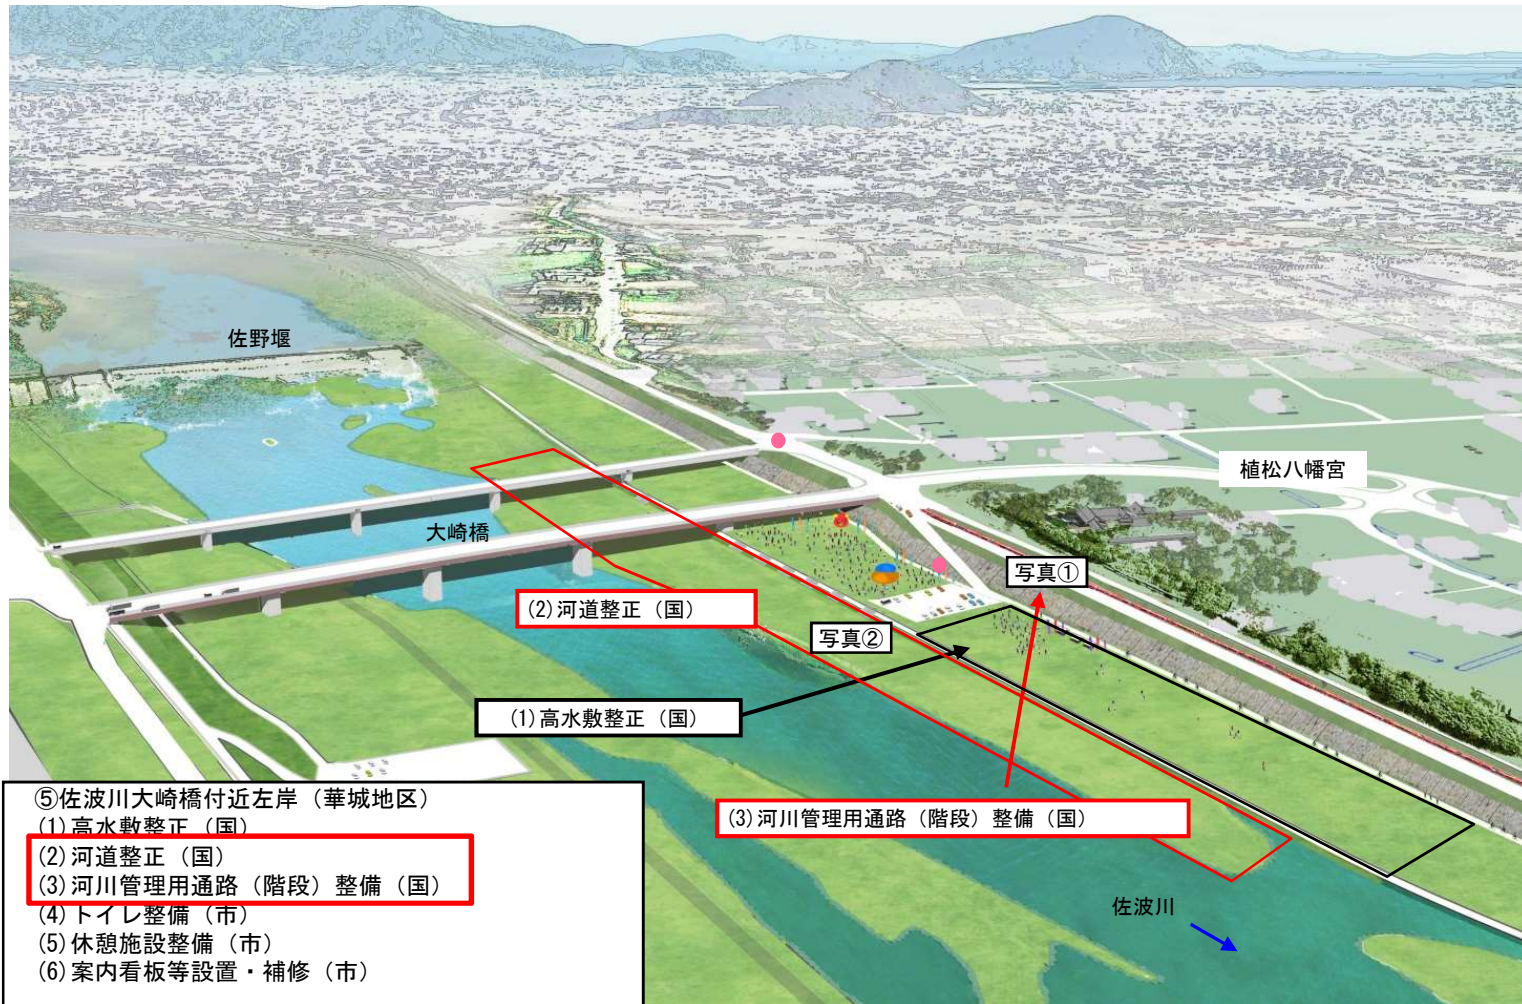 佐野堰
植松八幡宮
大崎橋
写真①
(2)河道整正（国）
写真②
(1)高水敷整正（国）
(3)河川管理用通路（階段）整備（国）
佐波川
⑤佐波川大崎橋付近左岸（華城地区）
(1)高水敷整正（国）
(2)河道整正（国）
(3)河川管理用通路（階段）整備（国）
(4)トイレ整備（市）
(5)休憩施設整備（市）
(6)案内看板等設置・補修（市）